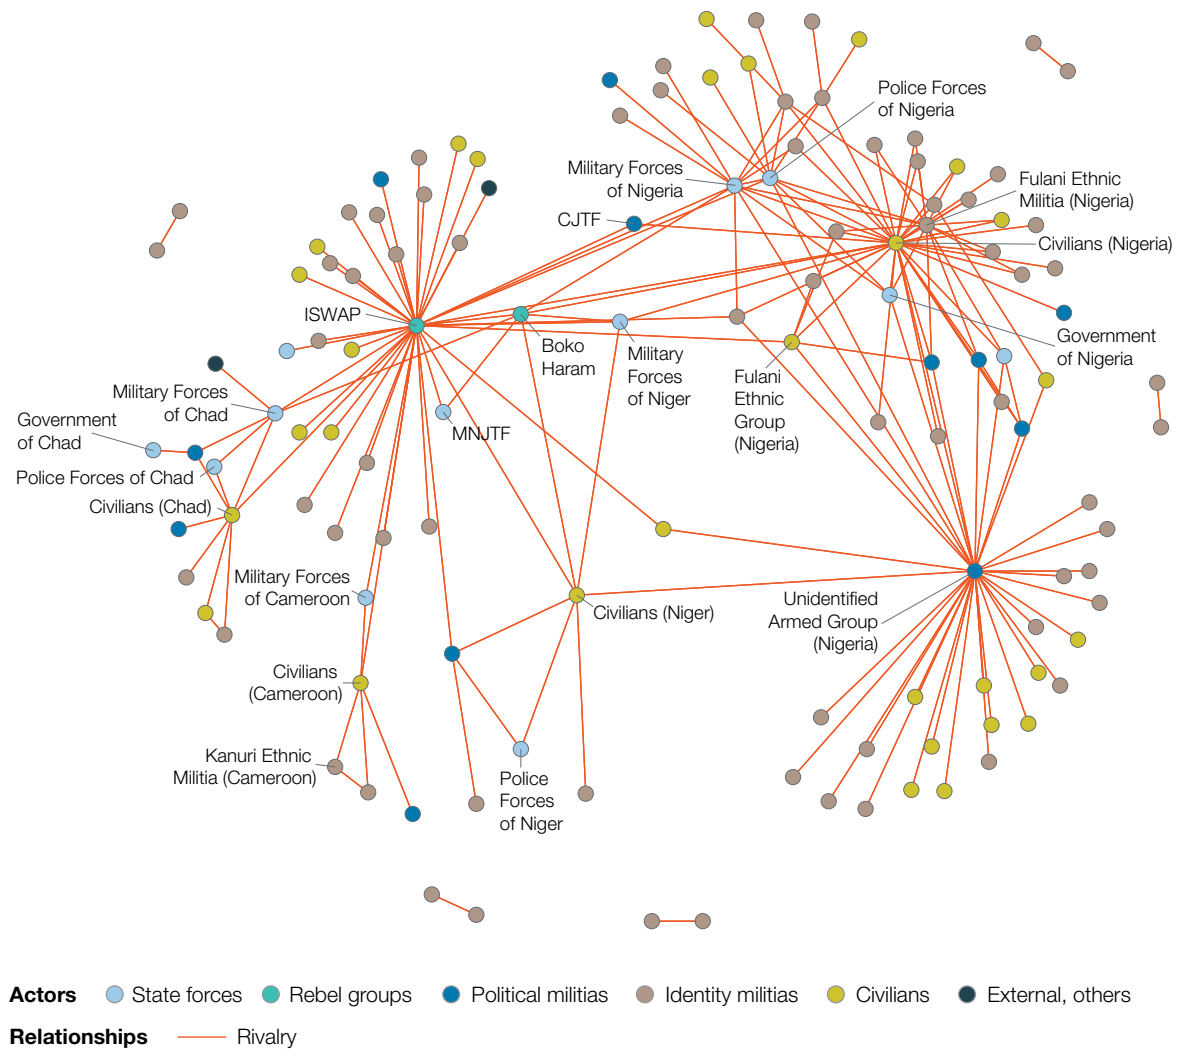 Police Forces
of Nigeria
Military Forces
of Nigeria
Fulani Ethnic
Militia (Nigeria)
CJTF
Civilians (Nigeria)
ISWAP
Boko
Haram
Military
Forces
of Niger
Fulani
Ethnic
Group
(Nigeria)
Government
of Nigeria
Military Forces
of Chad
Government
of Chad
MNJTF
Police Forces of Chad
Civilians (Chad)
Military Forces
of Cameroon
Civilians (Niger)
Unidentified
Armed Group
(Nigeria)
Civilians
(Cameroon)
Kanuri Ethnic
Militia (Cameroon)
Police
Forces
of Niger
Actors State forces Rebel groups Political militias Identity militias Civilians External, others
Relationships Rivalry